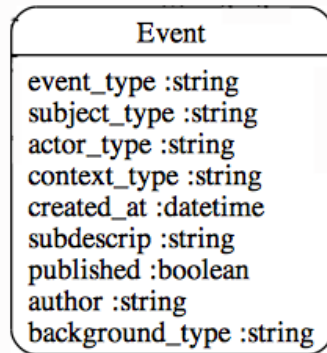 Event
event_type :string
subject_type :string
actor_type :string
context_type :string
created_at :datetime
subdescrip :string
published :boolean
author :string
background_type :string